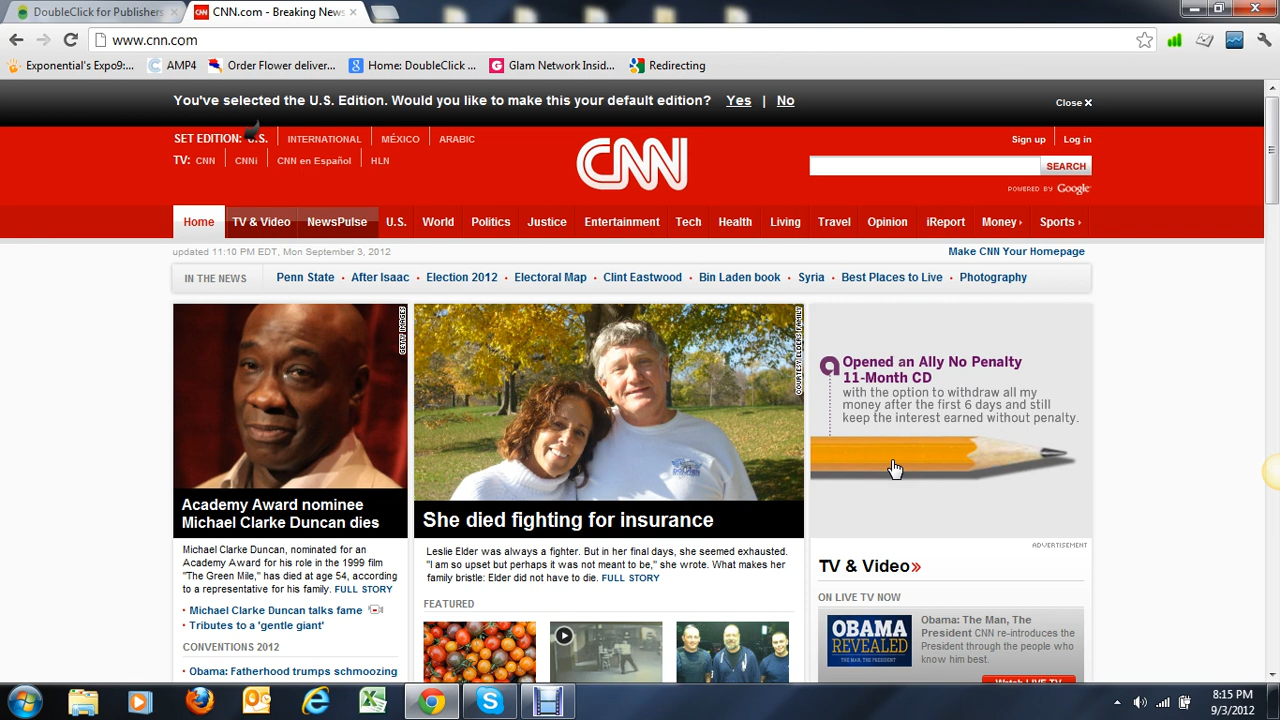 DoubleClick for Publishers
CNN.com - Breaking News
www.cnn.com
Exponential's Expo9:...
AMP4
Order Flower deliver...
Home: DoubleClick ...
Glam Network Insid...
Redirecting
You've selected the U.S. Edition. Would you like to make this your default edition? Yes | No
Close
SET EDITION: U.S. INTERNATIONAL MÉXICO ARABIC
TV: CNN CNNi CNN en Español HLN
CNN
Sign up Log in
SEARCH
POWERED BY Google
Home TV & Video NewsPulse U.S. World Politics Justice Entertainment Tech Health Living Travel Opinion iReport Money Sports
updated 11:10 PM EDT, Mon September 3, 2012
Make CNN Your Homepage
IN THE NEWS Penn State • After Isaac • Election 2012 • Electoral Map • Clint Eastwood • Bin Laden book • Syria • Best Places to Live • Photography
GETTY IMAGES
Academy Award nominee
Michael Clarke Duncan dies
Michael Clarke Duncan, nominated for an
Academy Award for his role in the 1999 film
"The Green Mile," has died at age 54, according
to a representative for his family. FULL STORY
• Michael Clarke Duncan talks fame
• Tributes to a 'gentle giant'
CONVENTIONS 2012
• Obama: Fatherhood trumps schmoozing
COURTESY ELDERS FAMILY
She died fighting for insurance
Leslie Elder was always a fighter. But in her final days, she seemed exhausted.
"I am so upset but perhaps it was not meant to be," she wrote. What makes her
family bristle: Elder did not have to die. FULL STORY
FEATURED
a Opened an Ally No Penalty
11-Month CD
with the option to withdraw all my
money after the first 6 days and still
keep the interest earned without penalty.
ADVERTISEMENT
TV & Video»
ON LIVE TV NOW
OBAMA
REVEALED
THE MAN, THE PRESIDENT
Obama: The Man, The
President CNN re-introduces the
President through the people who
know him best.
Watch LIVE TV
8:15 PM
9/3/2012